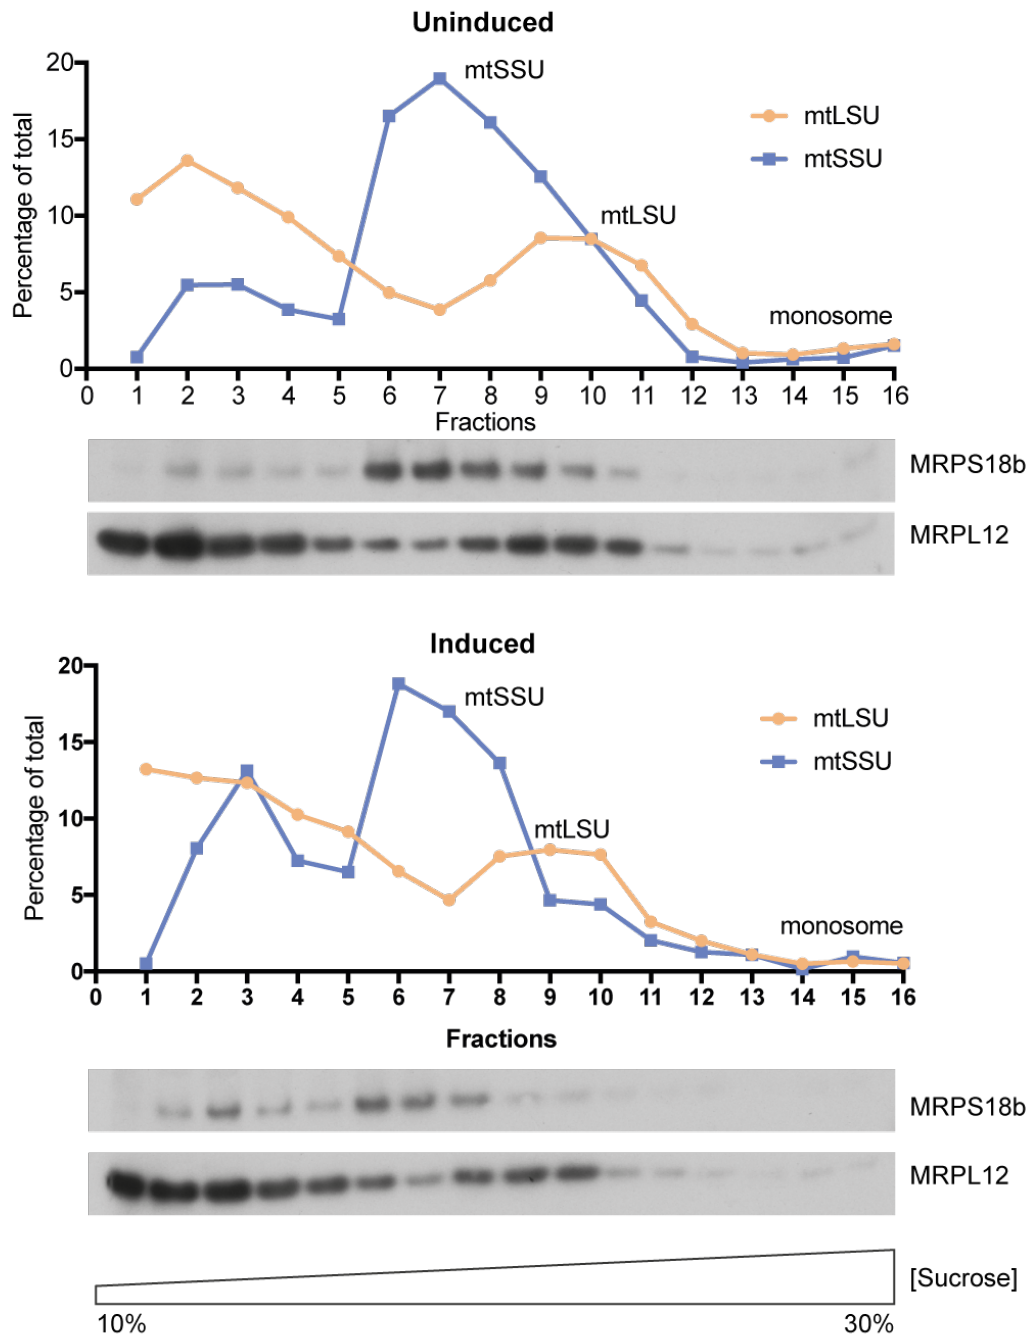 Uninduced
20
mtSSU
mtLSU
mtSSU
15
Percentage of total
10
mtLSU
5
monosome
0
0 1 2 3 4 5 6 7 8 9 10 11 12 13 14 15 16
Fractions
MRPS18b
MRPL12
Induced
20
mtSSU
mtLSU
mtSSU
15
Percentage of total
10
mtLSU
5
monosome
0
0 1 2 3 4 5 6 7 8 9 10 11 12 13 14 15 16
Fractions
MRPS18b
MRPL12
[Sucrose]
10% 30%